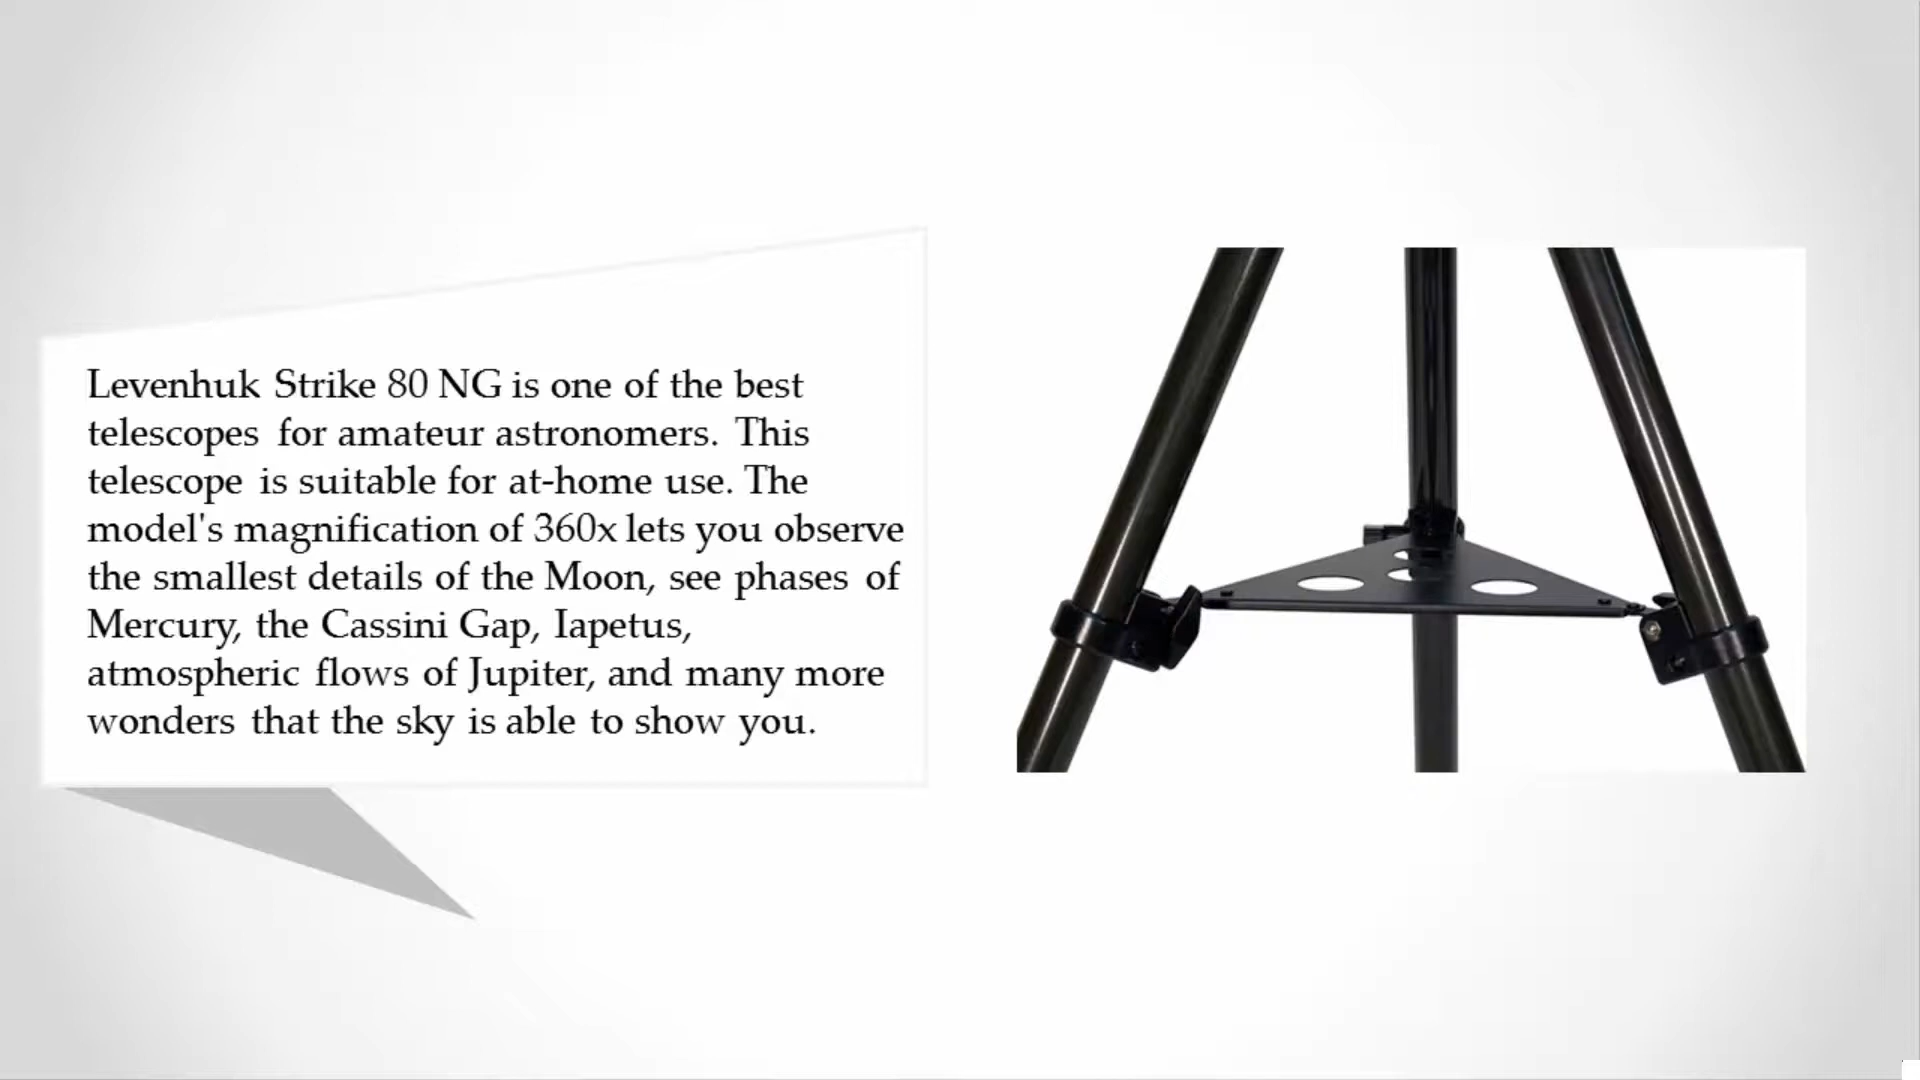 Levenhuk Strike 80 NG is one of the best
telescopes for amateur astronomers. This
telescope is suitable for at-home use. The
model's magnification of 360x lets you observe
the smallest details of the Moon, see phases of
Mercury, the Cassini Gap, Iapetus,
atmospheric flows of Jupiter, and many more
wonders that the sky is able to show you.